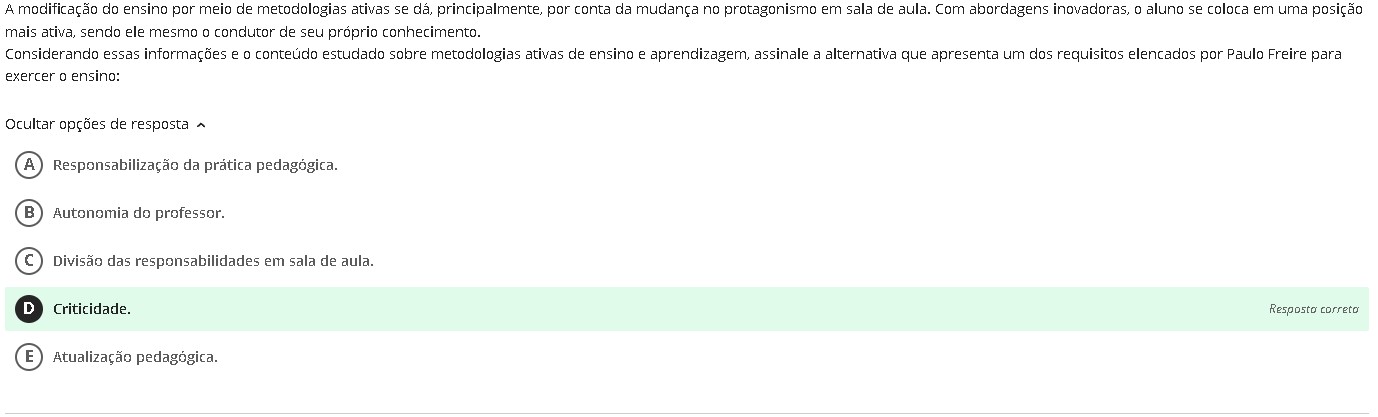 A modificação do ensino por meio de metodologias ativas se dá, principalmente, por conta da mudança no protagonismo em sala de aula. Com abordagens inovadoras, o aluno se coloca em uma posição
mais ativa, sendo ele mesmo o condutor de seu próprio conhecimento.
Considerando essas informações e o conteúdo estudado sobre metodologias ativas de ensino e aprendizagem, assinale a alternativa que apresenta um dos requisitos elencados por Paulo Freire para
exercer o ensino:
Ocultar opções de resposta
A Responsabilização da prática pedagógica.
B Autonomia do professor.
C Divisão das responsabilidades em sala de aula.
D Criticidade. Resposta correta
E Atualização pedagógica.